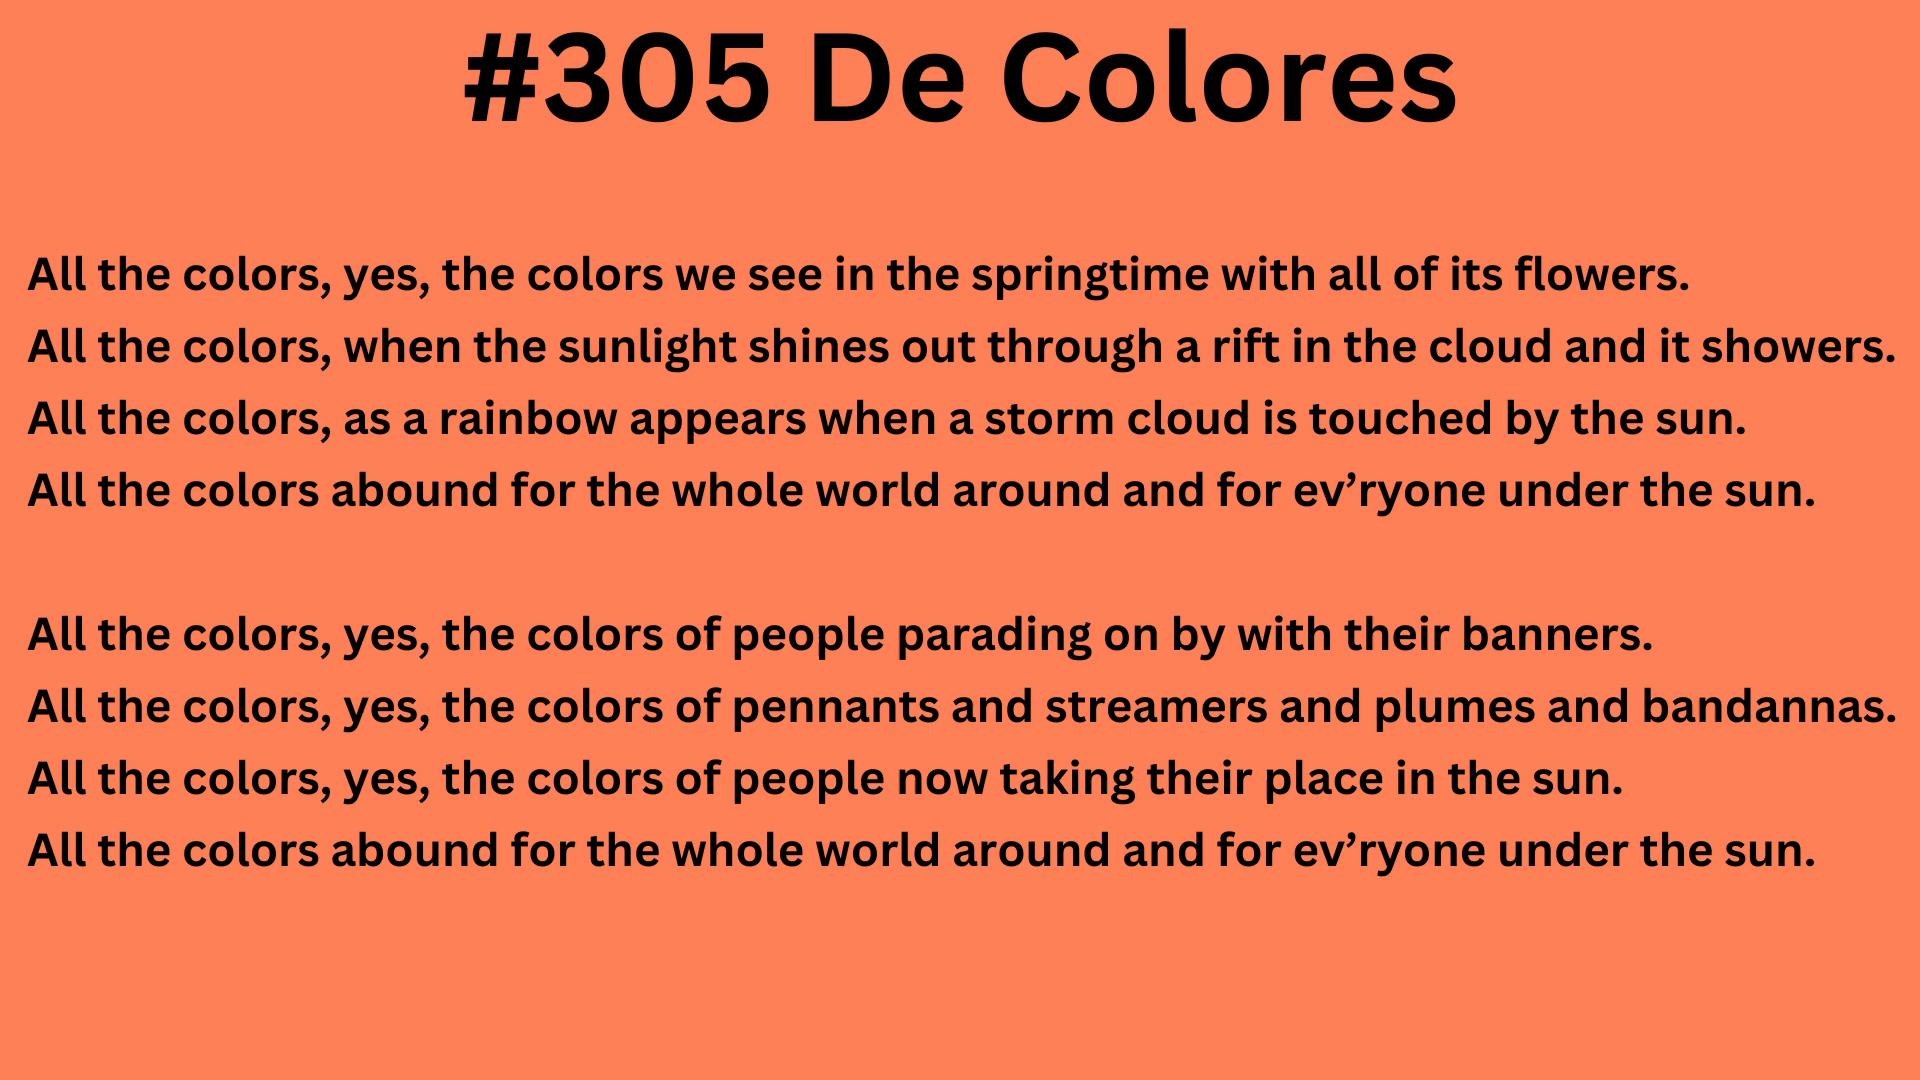 #305 De Colores
All the colors, yes, the colors we see in the springtime with all of its flowers.
All the colors, when the sunlight shines out through a rift in the cloud and it showers.
All the colors, as a rainbow appears when a storm cloud is touched by the sun.
All the colors abound for the whole world around and for ev’ryone under the sun.
All the colors, yes, the colors of people parading on by with their banners.
All the colors, yes, the colors of pennants and streamers and plumes and bandannas.
All the colors, yes, the colors of people now taking their place in the sun.
All the colors abound for the whole world around and for ev’ryone under the sun.